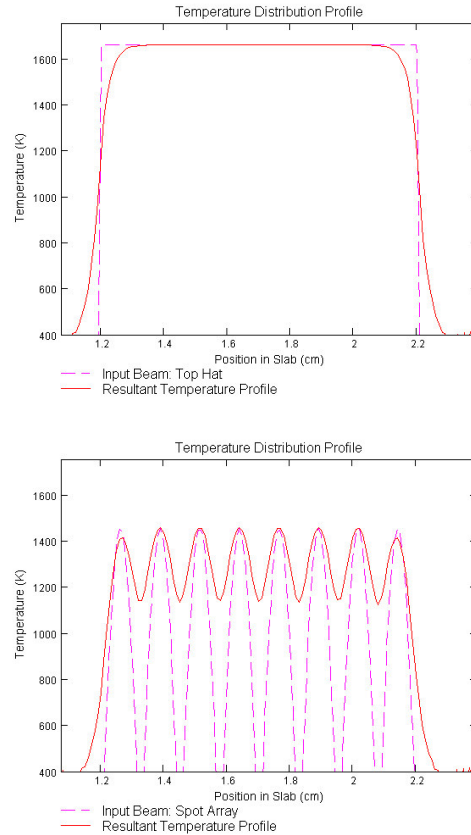 Temperature Distribution Profile
1600
1400
1200
1000
800
600
400
Temperature (K)
1.2
1.4
1.6
1.8
2
2.2
Position in Slab (cm)
Input Beam: Top Hat
Resultant Temperature Profile
Temperature Distribution Profile
1600
1400
1200
1000
800
600
400
Temperature (K)
1.2
1.4
1.6
1.8
2
2.2
Position in Slab (cm)
Input Beam: Spot Array
Resultant Temperature Profile